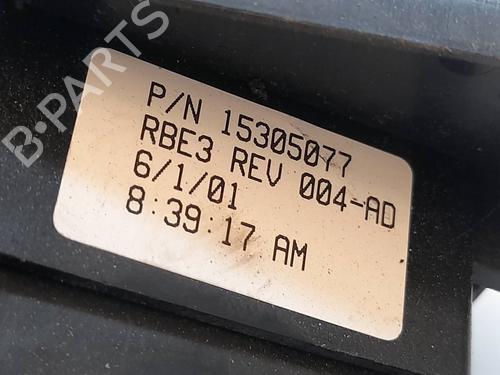 B-PARTS
P/N 15305077
RBE3 REV 004-AD
6/1/01
8:39:17 AM